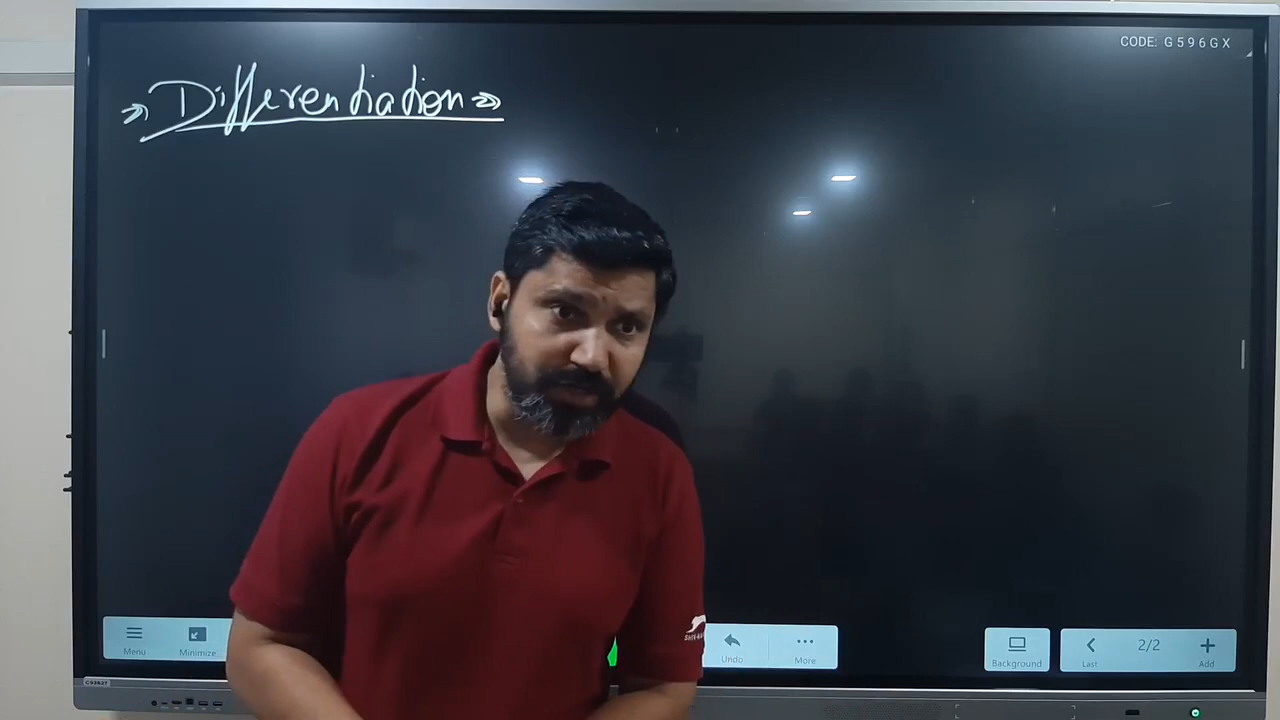 CODE: G596GX
→ Differentiation →
Menu
Minimize
Undo
More
Background
Last
2/2
Add